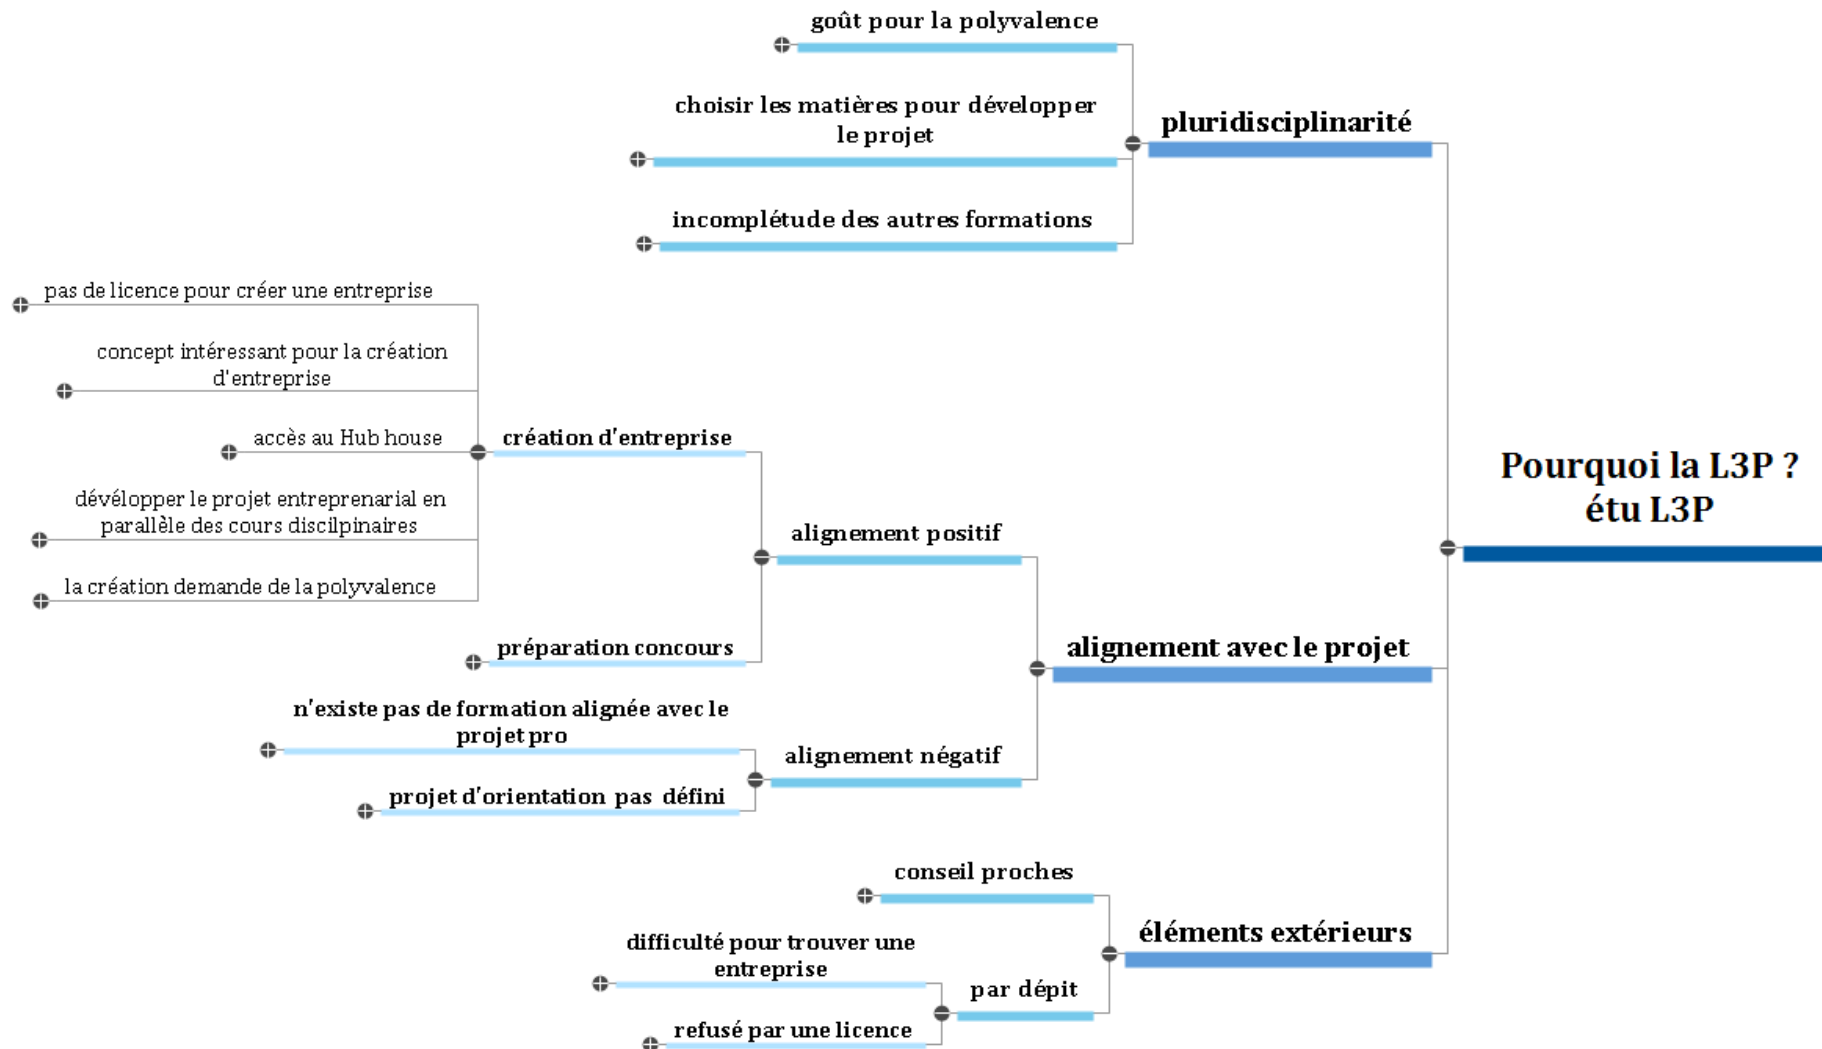 goût pour la polyvalence
choisir les matières pour développer
le projet
incomplétude des autres formations
pluridisciplinarité
pas de licence pour créer une entreprise
concept intéressant pour la création
d'entreprise
accès au Hub house
dévélopper le projet entreprenarial en
parallèle des cours discilpinaires
la création demande de la polyvalence
création d'entreprise
préparation concours
alignement positif
n'existe pas de formation alignée avec le
projet pro
projet d'orientation pas défini
alignement négatif
alignement avec le projet
Pourquoi la L3P ?
étu L3P
conseil proches
difficulté pour trouver une
entreprise
refusé par une licence
par dépit
éléments extérieurs